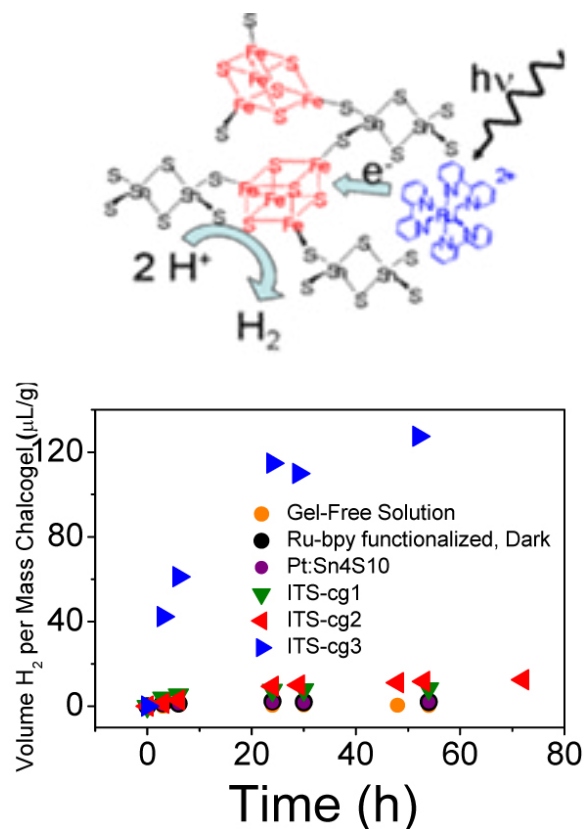 S
Fe
S
Fe
S
Fe
S
Fe
S
S
hν
S
S
Sn
Sn
S
S
S
S
S
S
e-
S
Sn
Sn
S
S
S
Fe
Fe
S
Fe
S
Fe
S
2+
N
N
N
Ru
N
N
N
S
S
2 H+
S
Sn
Sn
S
S
S
H2
Volume H2 per Mass Chalcogel (μL/g)
120
80
40
0
Gel-Free Solution
Ru-bpy functionalized, Dark
Pt:Sn4S10
ITS-cg1
ITS-cg2
ITS-cg3
0 20 40 60 80
Time (h)